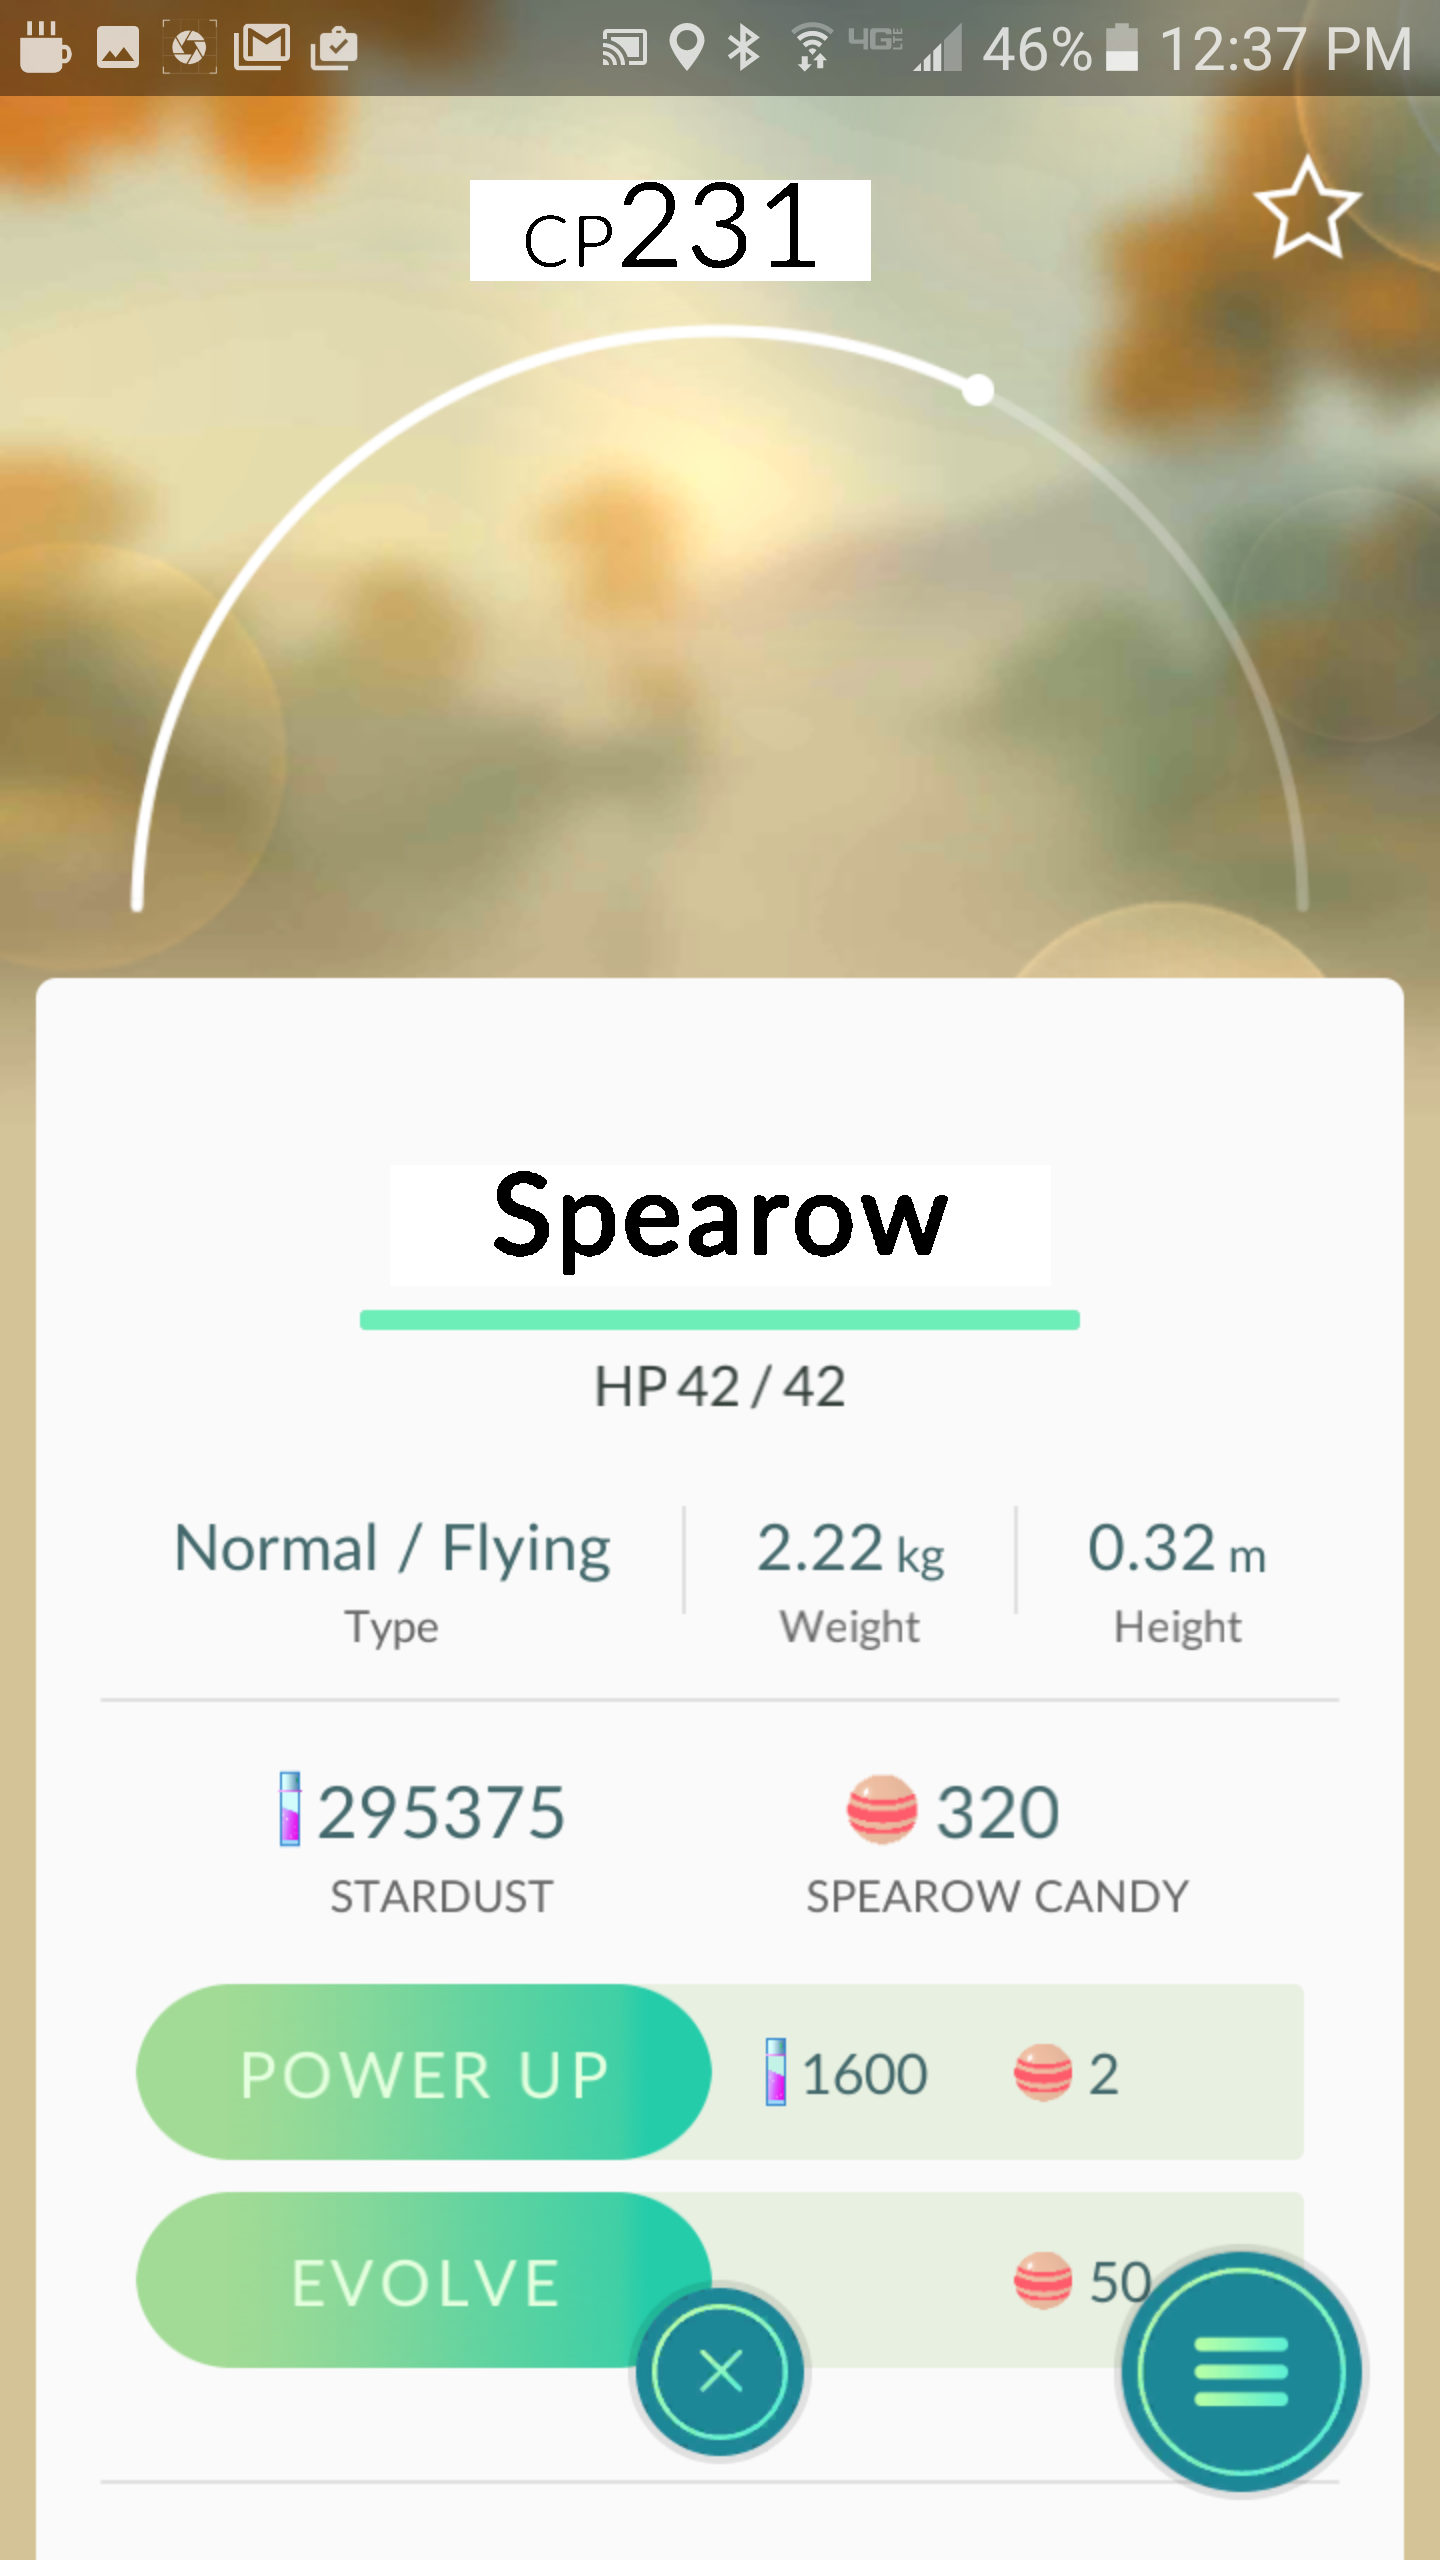 4G LTE 46% 12:37 PM
CP231
Spearow
HP 42 / 42
Normal / Flying 2.22 kg 0.32 m
Type Weight Height
295375 320
STARDUST SPEAROW CANDY
POWER UP 1600 2
EVOLVE 50